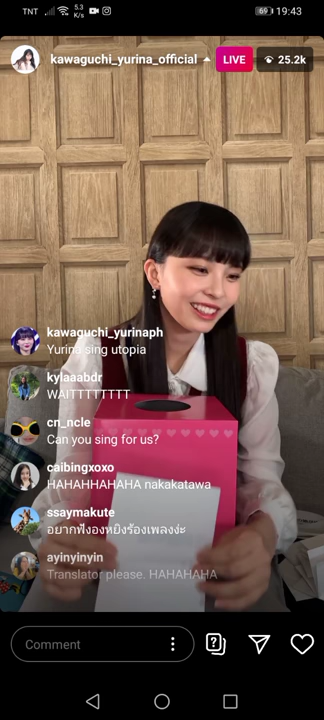 TNT
5.3
K/s
69
19:43
kawaguchi_yurina_official
LIVE
25.2k
kawaguchi_yurinaph
Yurina sing utopia
kylaaabdr
WAITTTTTTTT
cn_ncle
Can you sing for us?
caibingxoxo
HAHAHHAHAHA nakakatawa
ssaymakute
อยากฟังองหญิงร้องเพลงง่ะ
ayinyinyin
Translator please. HAHAHAHA
Comment